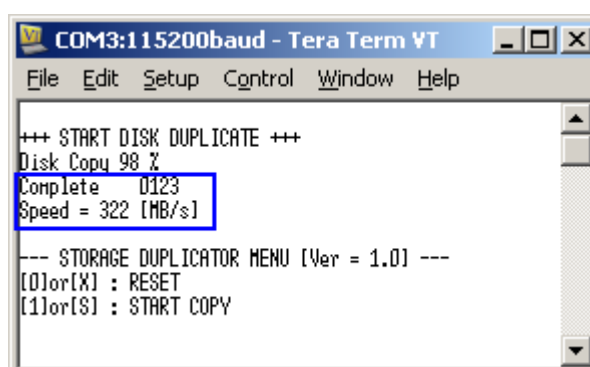 COM3:115200baud - Tera Term VT
File Edit Setup Control Window Help
+++ START DISK DUPLICATE +++
Disk Copy 98 %
Complete 0123
Speed = 322 [MB/s]
--- STORAGE DUPLICATOR MENU [Ver = 1.0] ---
[0]or[X] : RESET
[1]or[S] : START COPY